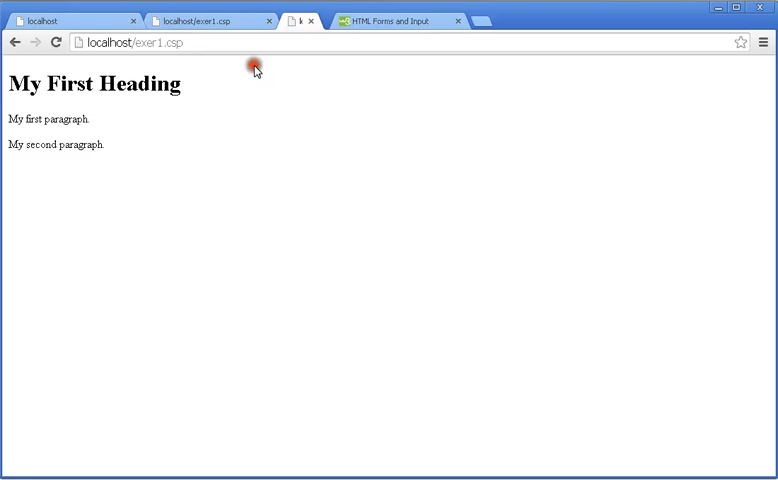 localhost
localhost/exer1.csp
HTML Forms and Input
localhost/exer1.csp
My First Heading
My first paragraph.
My second paragraph.